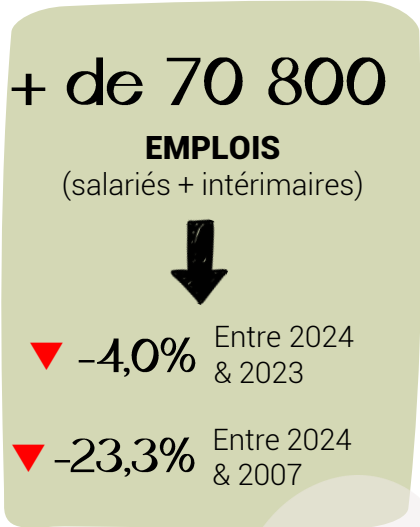 + de 70 800
EMPLOIS
(salariés + intérimaires)
-4,0%
Entre 2024
& 2023
-23,3%
Entre 2024
& 2007